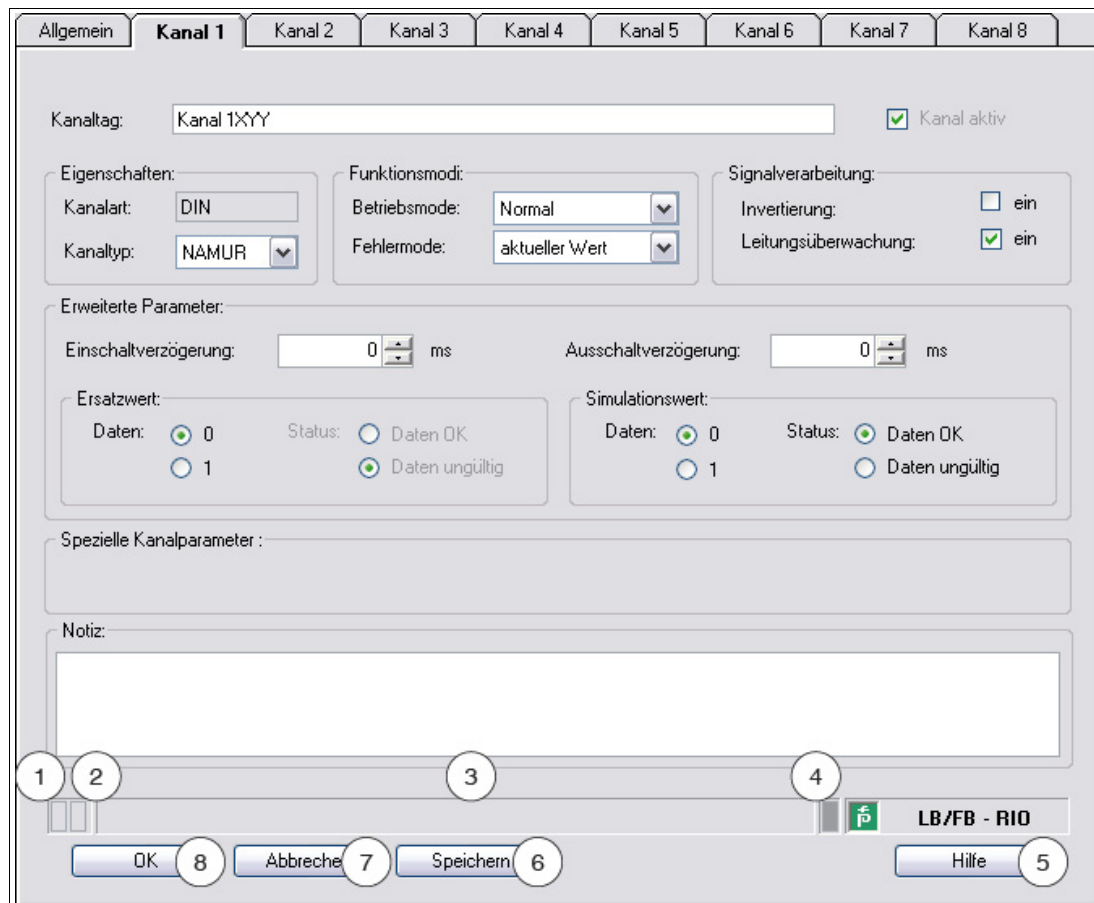 Allgemein Kanal 1 Kanal 2 Kanal 3 Kanal 4 Kanal 5 Kanal 6 Kanal 7 Kanal 8
Kanaltag: Kanal 1XYY Kanal aktiv
Eigenschaften: Funktionsmodi: Signalverarbeitung:
Kanalart: DIN Betriebsmode: Normal Invertierung: ein
Kanaltyp: NAMUR Fehlermode: aktueller Wert Leitungsüberwachung: ein
Erweiterte Parameter:
Einschaltverzögerung: 0 ms Ausschaltverzögerung: 0 ms
Ersatzwert: Simulationswert:
Daten: 0 Status: Daten OK Daten: 0 Status: Daten OK
1 Daten ungültig 1 Daten ungültig
Spezielle Kanalparameter :
Notiz:
1 2 3 4
LB/FB - RIO
OK 8 Abbreche 7 Speichern 6 Hilfe 5